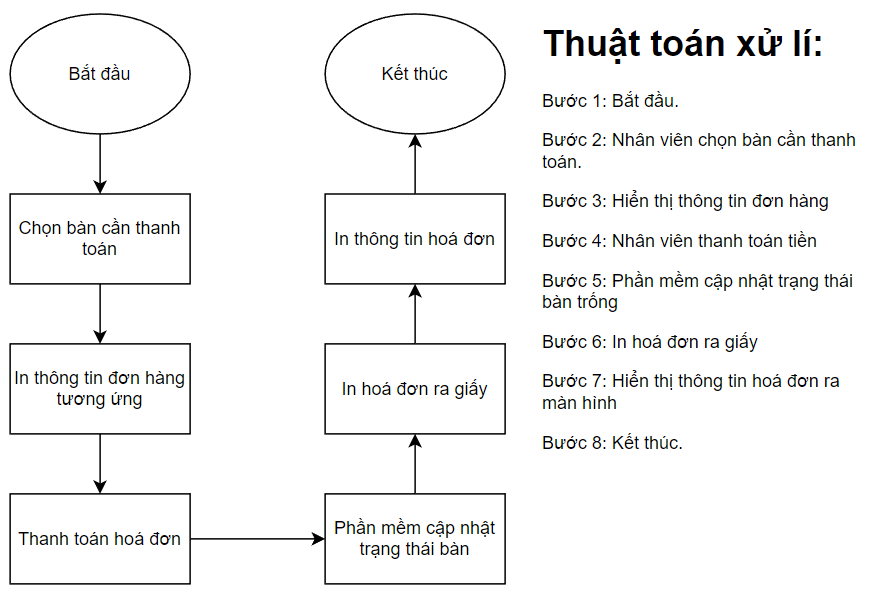 Bắt đầu
Chọn bàn cần thanh
toán
In thông tin đơn hàng
tương ứng
Thanh toán hoá đơn
Phần mềm cập nhật
trạng thái bàn
In hoá đơn ra giấy
In thông tin hoá đơn
Kết thúc
Thuật toán xử lí:
Bước 1: Bắt đầu.
Bước 2: Nhân viên chọn bàn cần thanh
toán.
Bước 3: Hiển thị thông tin đơn hàng
Bước 4: Nhân viên thanh toán tiền
Bước 5: Phần mềm cập nhật trạng thái
bàn trống
Bước 6: In hoá đơn ra giấy
Bước 7: Hiển thị thông tin hoá đơn ra
màn hình
Bước 8: Kết thúc.